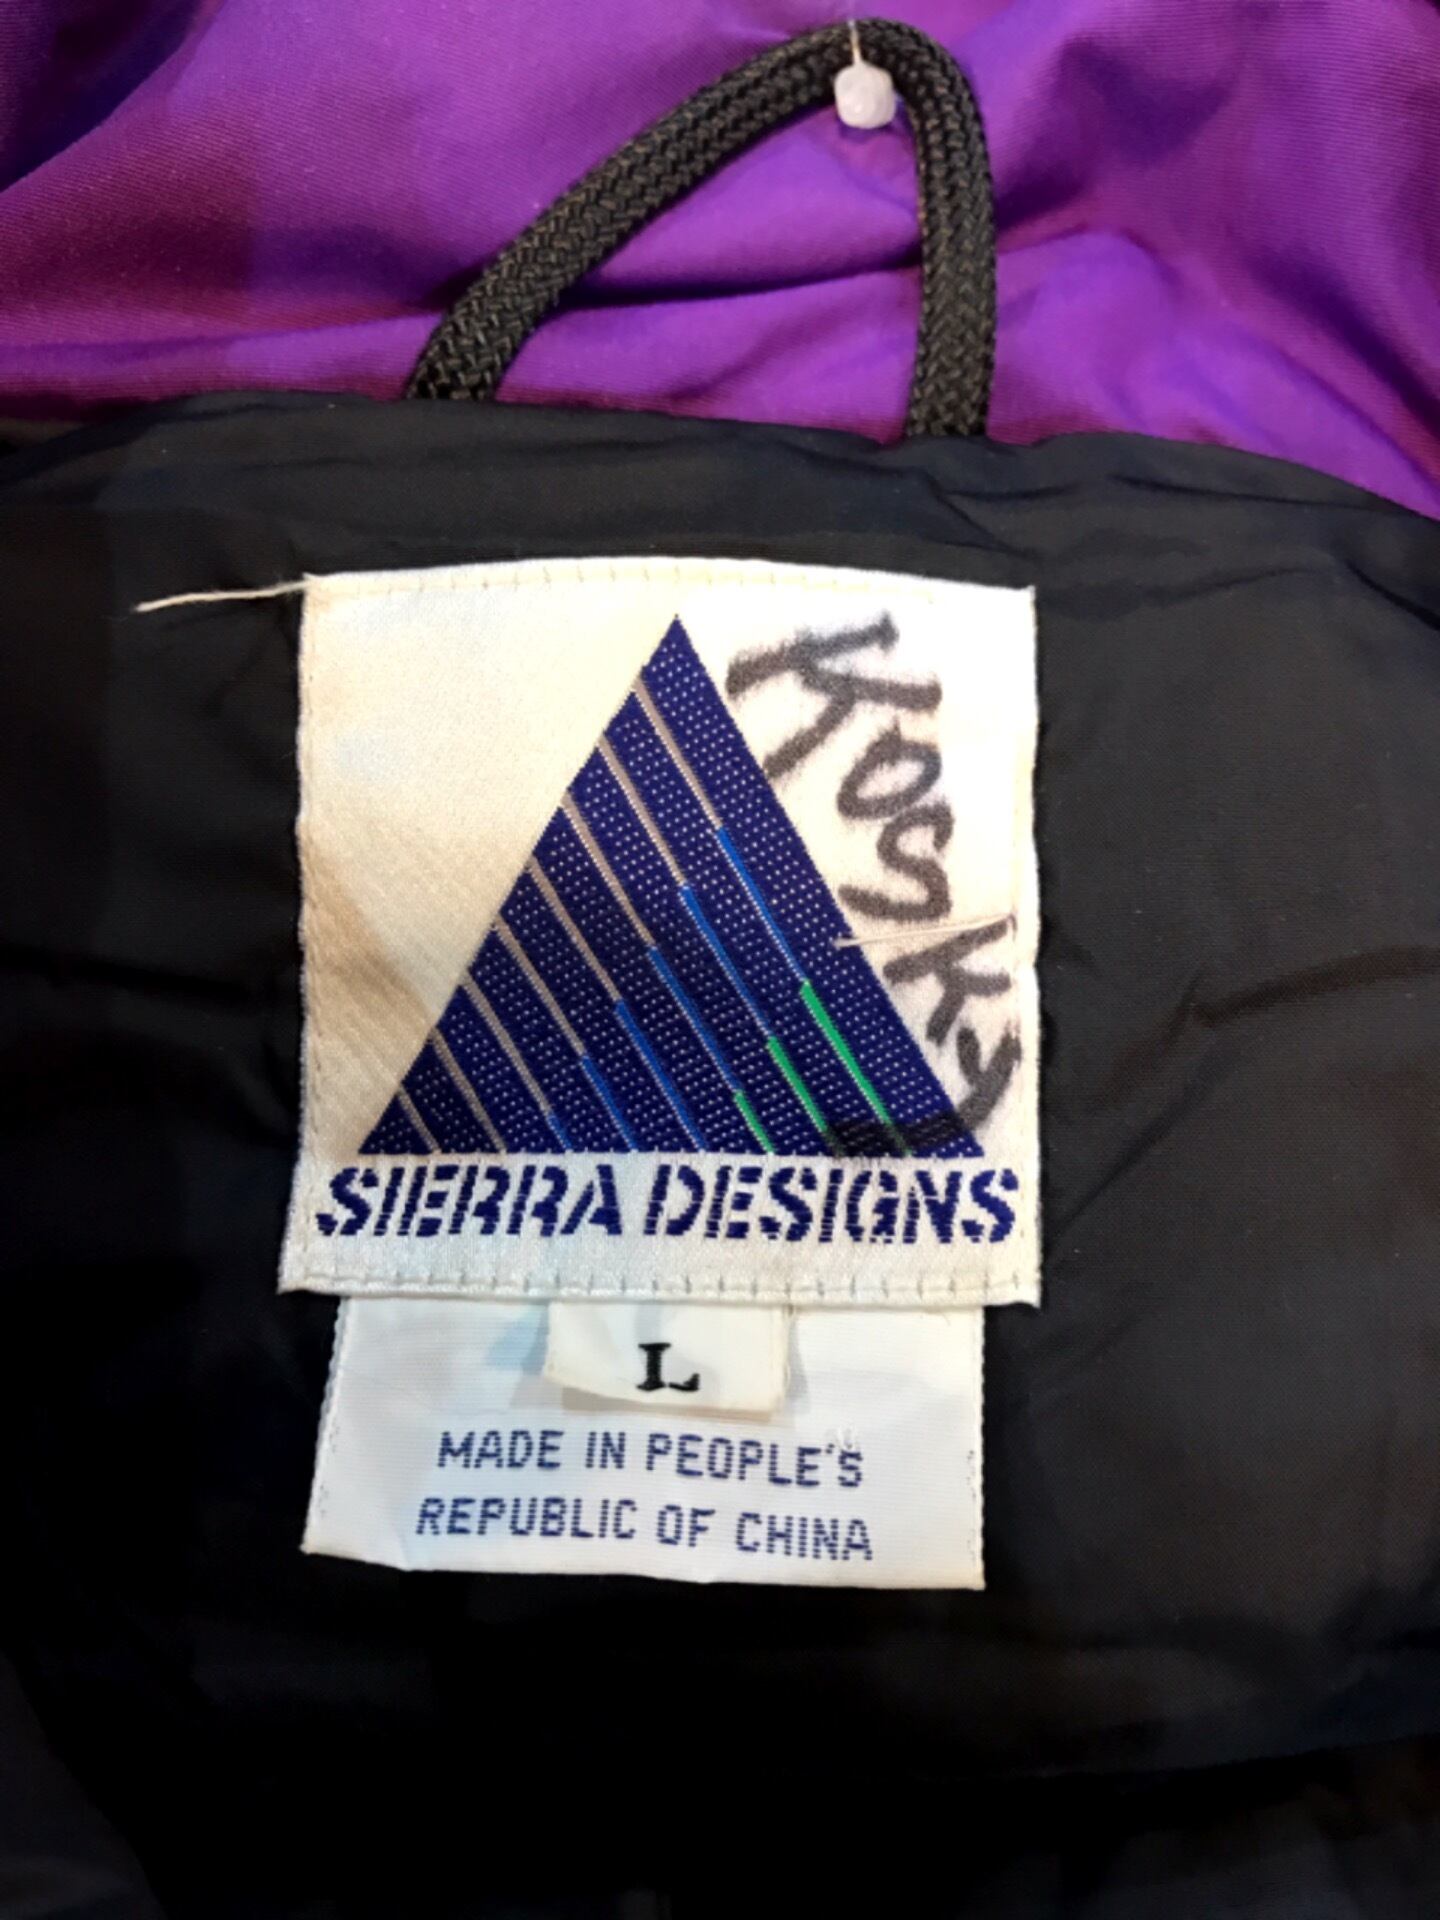 Kosky
SIERRA DESIGNS
L
MADE IN PEOPLE'S
REPUBLIC OF CHINA